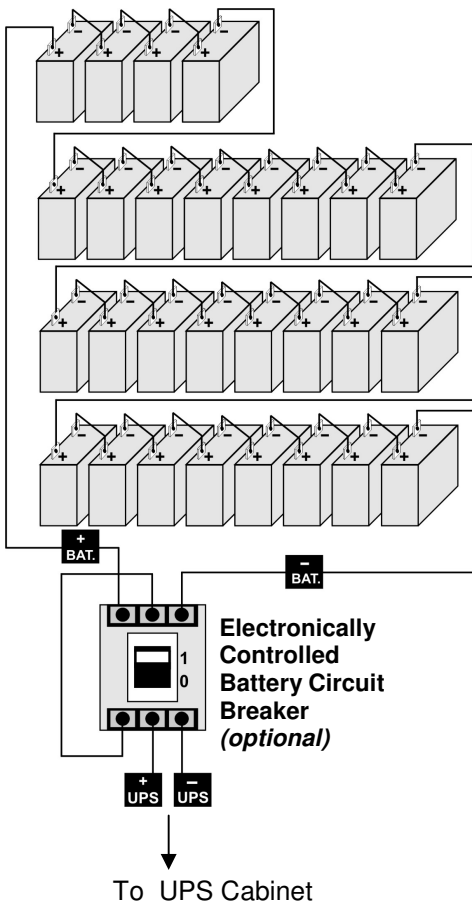 - - - -
+ + + +
- - - - - - - -
+ + + + + + + +
- - - - - - - -
+ + + + + + + +
- - - - - - - -
+ + + + + + + +
+
BAT.
–
BAT.
1
0
Electronically
Controlled
Battery Circuit
Breaker
(optional)
+
UPS
–
UPS
To UPS Cabinet